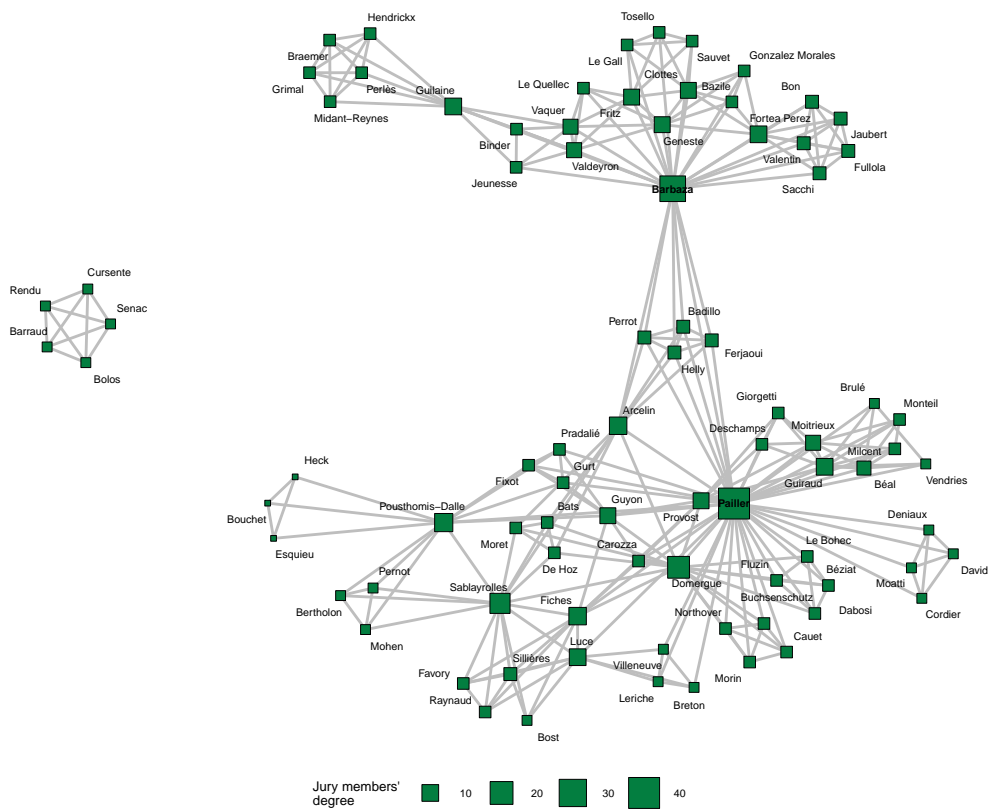 Hendrickx
Tosello
Braemer
Le Gall
Sauvet
Gonzalez Morales
Grimal
Perlès
Guilaine
Le Quellec
Clottes
Bazile
Bon
Midant−Reynes
Vaquer
Fritz
Fortea Perez
Jaubert
Binder
Geneste
Valentin
Fullola
Jeunesse
Valdeyron
Barbaza
Sacchi
Cursente
Rendu
Senac
Barraud
Bolos
Perrot
Badillo
Ferjaoui
Helly
Arcelin
Giorgetti
Brulé
Monteil
Deschamps
Moitrieux
Pradalié
Milcent
Heck
Fixot
Gurt
Guiraud
Béal
Vendries
Pousthomis−Dalle
Bats
Guyon
Provost
Pailler
Bouchet
Deniaux
Moret
Carozza
Le Bohec
Esquieu
De Hoz
Domergue
Fluzin
Béziat
Moatti
David
Pernot
Sablayrolles
Buchsenschutz
Bertholon
Fiches
Northover
Dabosi
Cordier
Mohen
Luce
Cauet
Favory
Sillières
Villeneuve
Morin
Raynaud
Leriche
Breton
Bost
Jury members'
degree
10
20
30
40